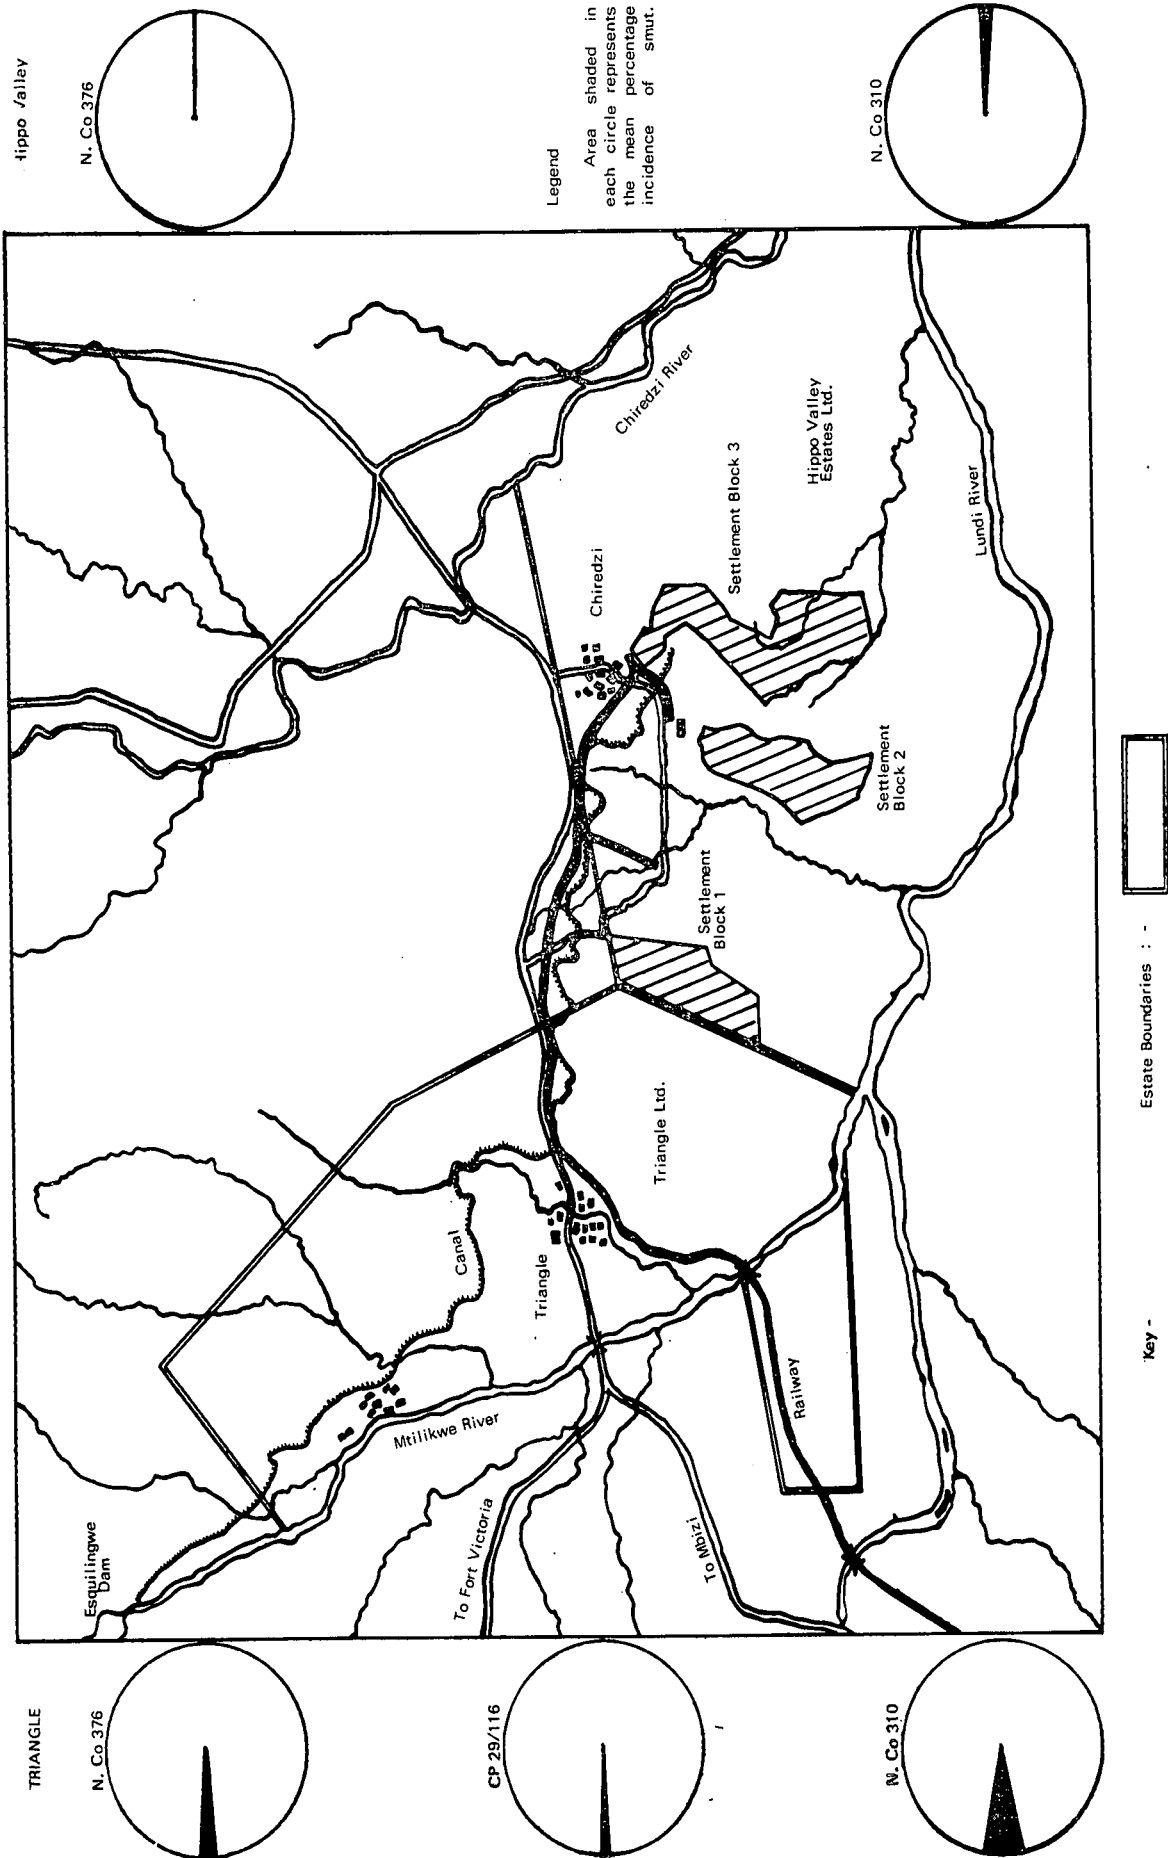 TRIANGLE
N. Co 376
CP 29/116
N. Co 310
Esquilingwe
Dam
Mtilikwe River
To Fort Victoria
To Mbizi
Canal
Triangle
Railway
Triangle Ltd.
Settlement
Block 1
Settlement
Block 2
Settlement Block 3
Chiredzi
Chiredzi River
Hippo Valley
Estates Ltd.
Lundi River
Hippo Valley
N. Co 376
Legend
Area shaded in
each circle represents
the mean percentage
incidence of smut.
N. Co 310
Key -
Estate Boundaries : -